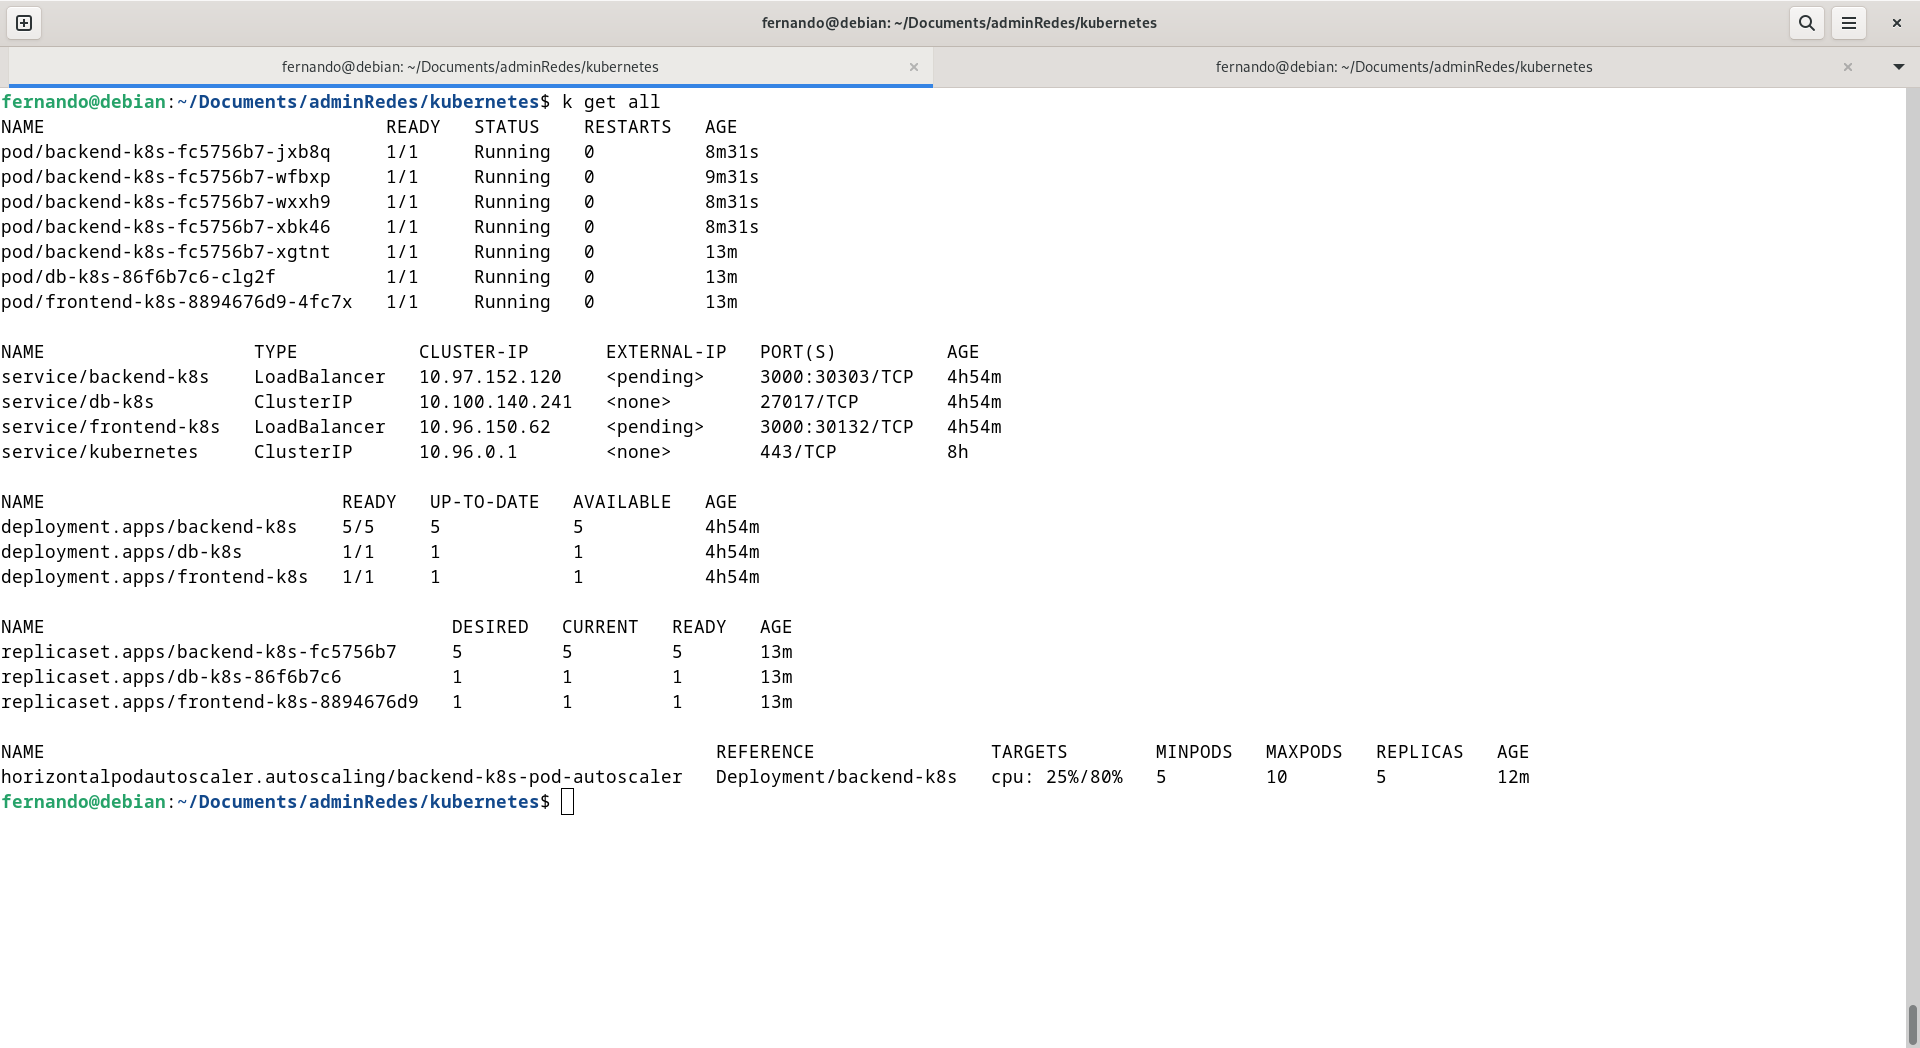 fernando@debian: ~/Documents/adminRedes/kubernetes
fernando@debian: ~/Documents/adminRedes/kubernetes × fernando@debian: ~/Documents/adminRedes/kubernetes ×
fernando@debian:~/Documents/adminRedes/kubernetes$ k get all
NAME READY STATUS RESTARTS AGE
pod/backend-k8s-fc5756b7-jxb8q 1/1 Running 0 8m31s
pod/backend-k8s-fc5756b7-wfbxp 1/1 Running 0 9m31s
pod/backend-k8s-fc5756b7-wxxh9 1/1 Running 0 8m31s
pod/backend-k8s-fc5756b7-xbk46 1/1 Running 0 8m31s
pod/backend-k8s-fc5756b7-xgtnt 1/1 Running 0 13m
pod/db-k8s-86f6b7c6-clg2f 1/1 Running 0 13m
pod/frontend-k8s-8894676d9-4fc7x 1/1 Running 0 13m
NAME TYPE CLUSTER-IP EXTERNAL-IP PORT(S) AGE
service/backend-k8s LoadBalancer 10.97.152.120 <pending> 3000:30303/TCP 4h54m
service/db-k8s ClusterIP 10.100.140.241 <none> 27017/TCP 4h54m
service/frontend-k8s LoadBalancer 10.96.150.62 <pending> 3000:30132/TCP 4h54m
service/kubernetes ClusterIP 10.96.0.1 <none> 443/TCP 8h
NAME READY UP-TO-DATE AVAILABLE AGE
deployment.apps/backend-k8s 5/5 5 5 4h54m
deployment.apps/db-k8s 1/1 1 1 4h54m
deployment.apps/frontend-k8s 1/1 1 1 4h54m
NAME DESIRED CURRENT READY AGE
replicaset.apps/backend-k8s-fc5756b7 5 5 5 13m
replicaset.apps/db-k8s-86f6b7c6 1 1 1 13m
replicaset.apps/frontend-k8s-8894676d9 1 1 1 13m
NAME REFERENCE TARGETS MINPODS MAXPODS REPLICAS AGE
horizontalpodautoscaler.autoscaling/backend-k8s-pod-autoscaler Deployment/backend-k8s cpu: 25%/80% 5 10 5 12m
fernando@debian:~/Documents/adminRedes/kubernetes$